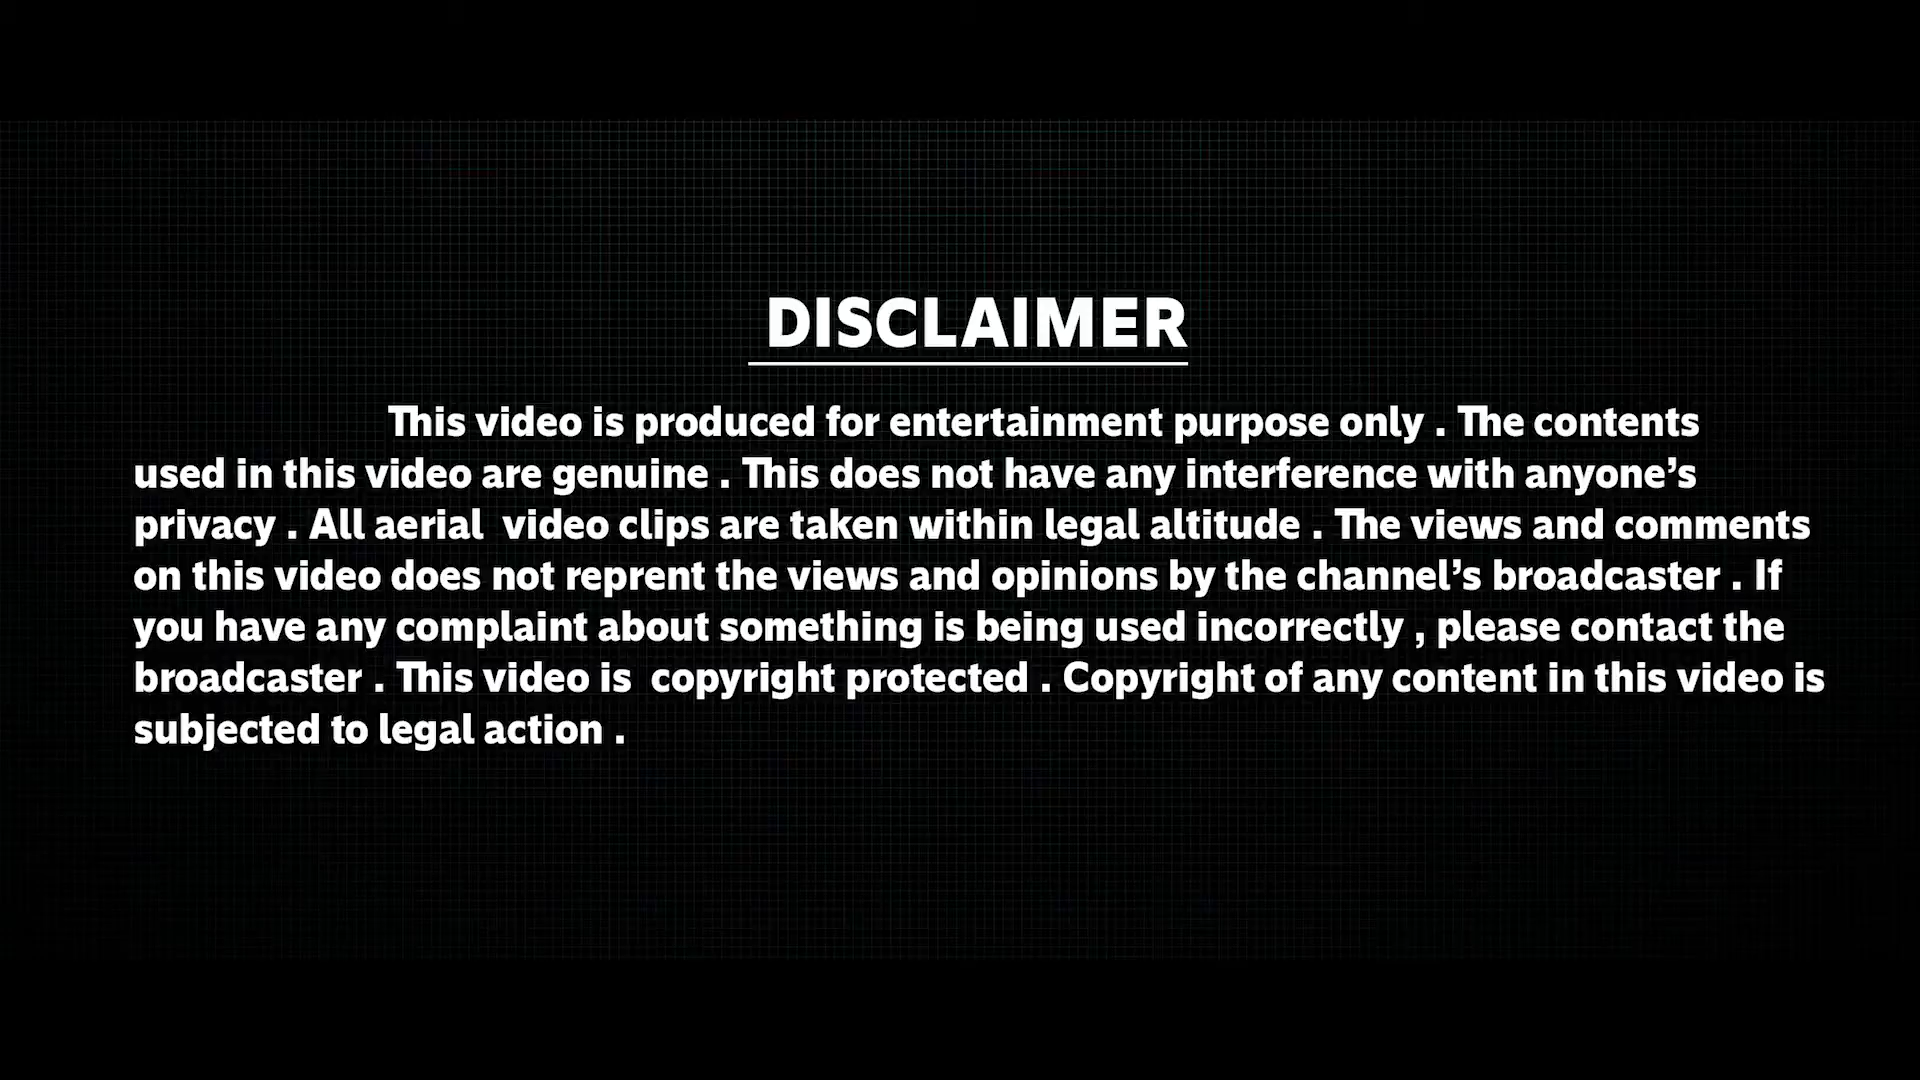 DISCLAIMER
This video is produced for entertainment purpose only . The contents
used in this video are genuine . This does not have any interference with anyone’s
privacy . All aerial  video clips are taken within legal altitude . The views and comments
on this video does not reprent the views and opinions by the channel’s broadcaster . If
you have any complaint about something is being used incorrectly , please contact the
broadcaster . This video is  copyright protected . Copyright of any content in this video is
subjected to legal action .